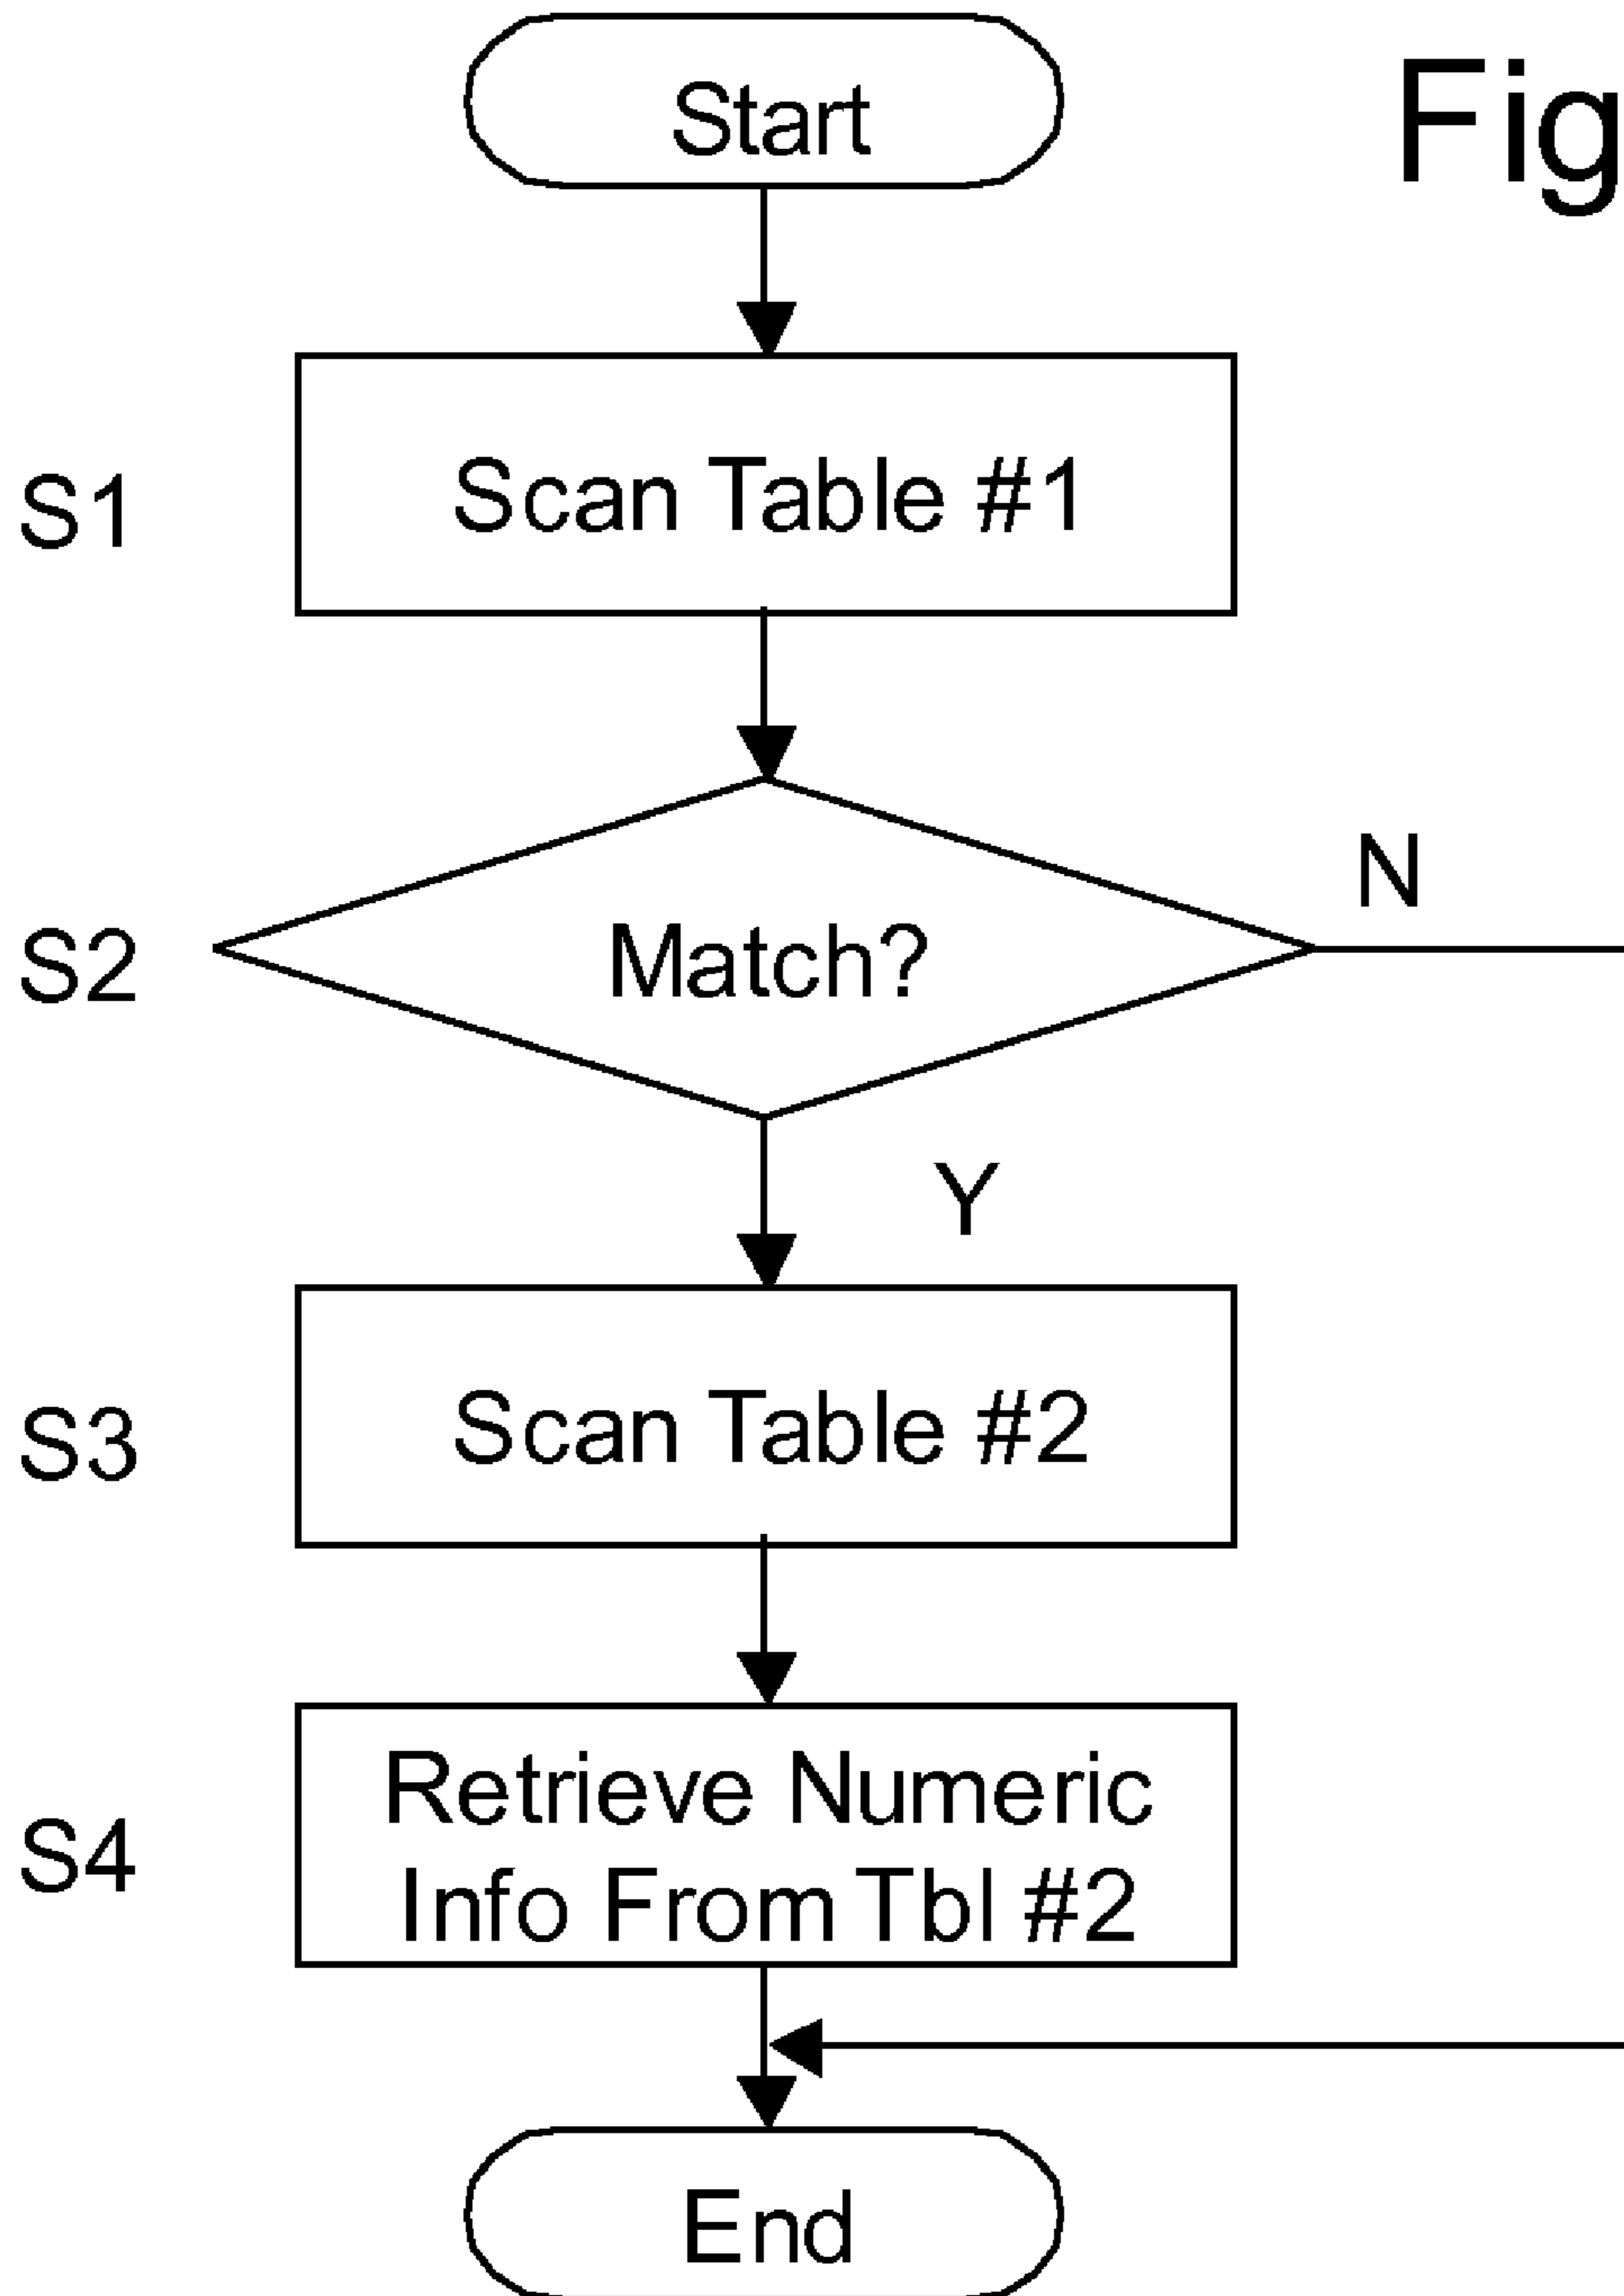 Start
Fig
S1
Scan Table #1
N
S2
Match?
Y
S3
Scan Table #2
S4
Retrieve Numeric
Info From Tbl #2
End